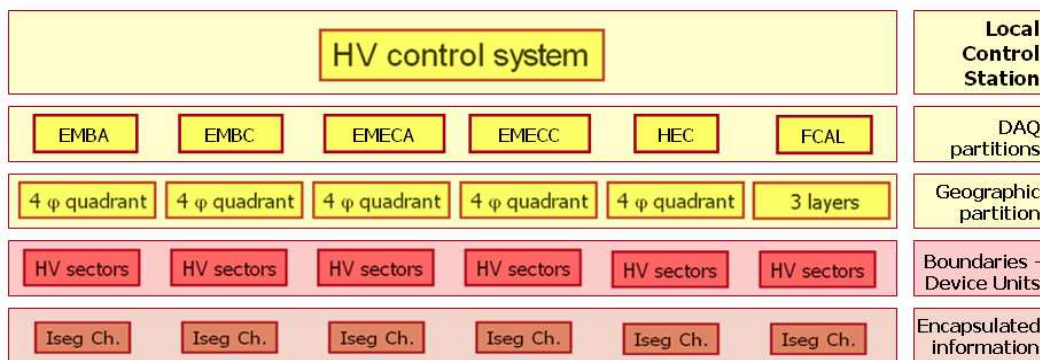 HV control system
Local
Control
Station
EMBA EMBC EMECA EMECC HEC FCAL
DAQ
partitions
4 φ quadrant 4 φ quadrant 4 φ quadrant 4 φ quadrant 4 φ quadrant 3 layers
Geographic
partition
HV sectors HV sectors HV sectors HV sectors HV sectors HV sectors
Boundaries -
Device Units
Iseg Ch. Iseg Ch. Iseg Ch. Iseg Ch. Iseg Ch. Iseg Ch.
Encapsulated
information